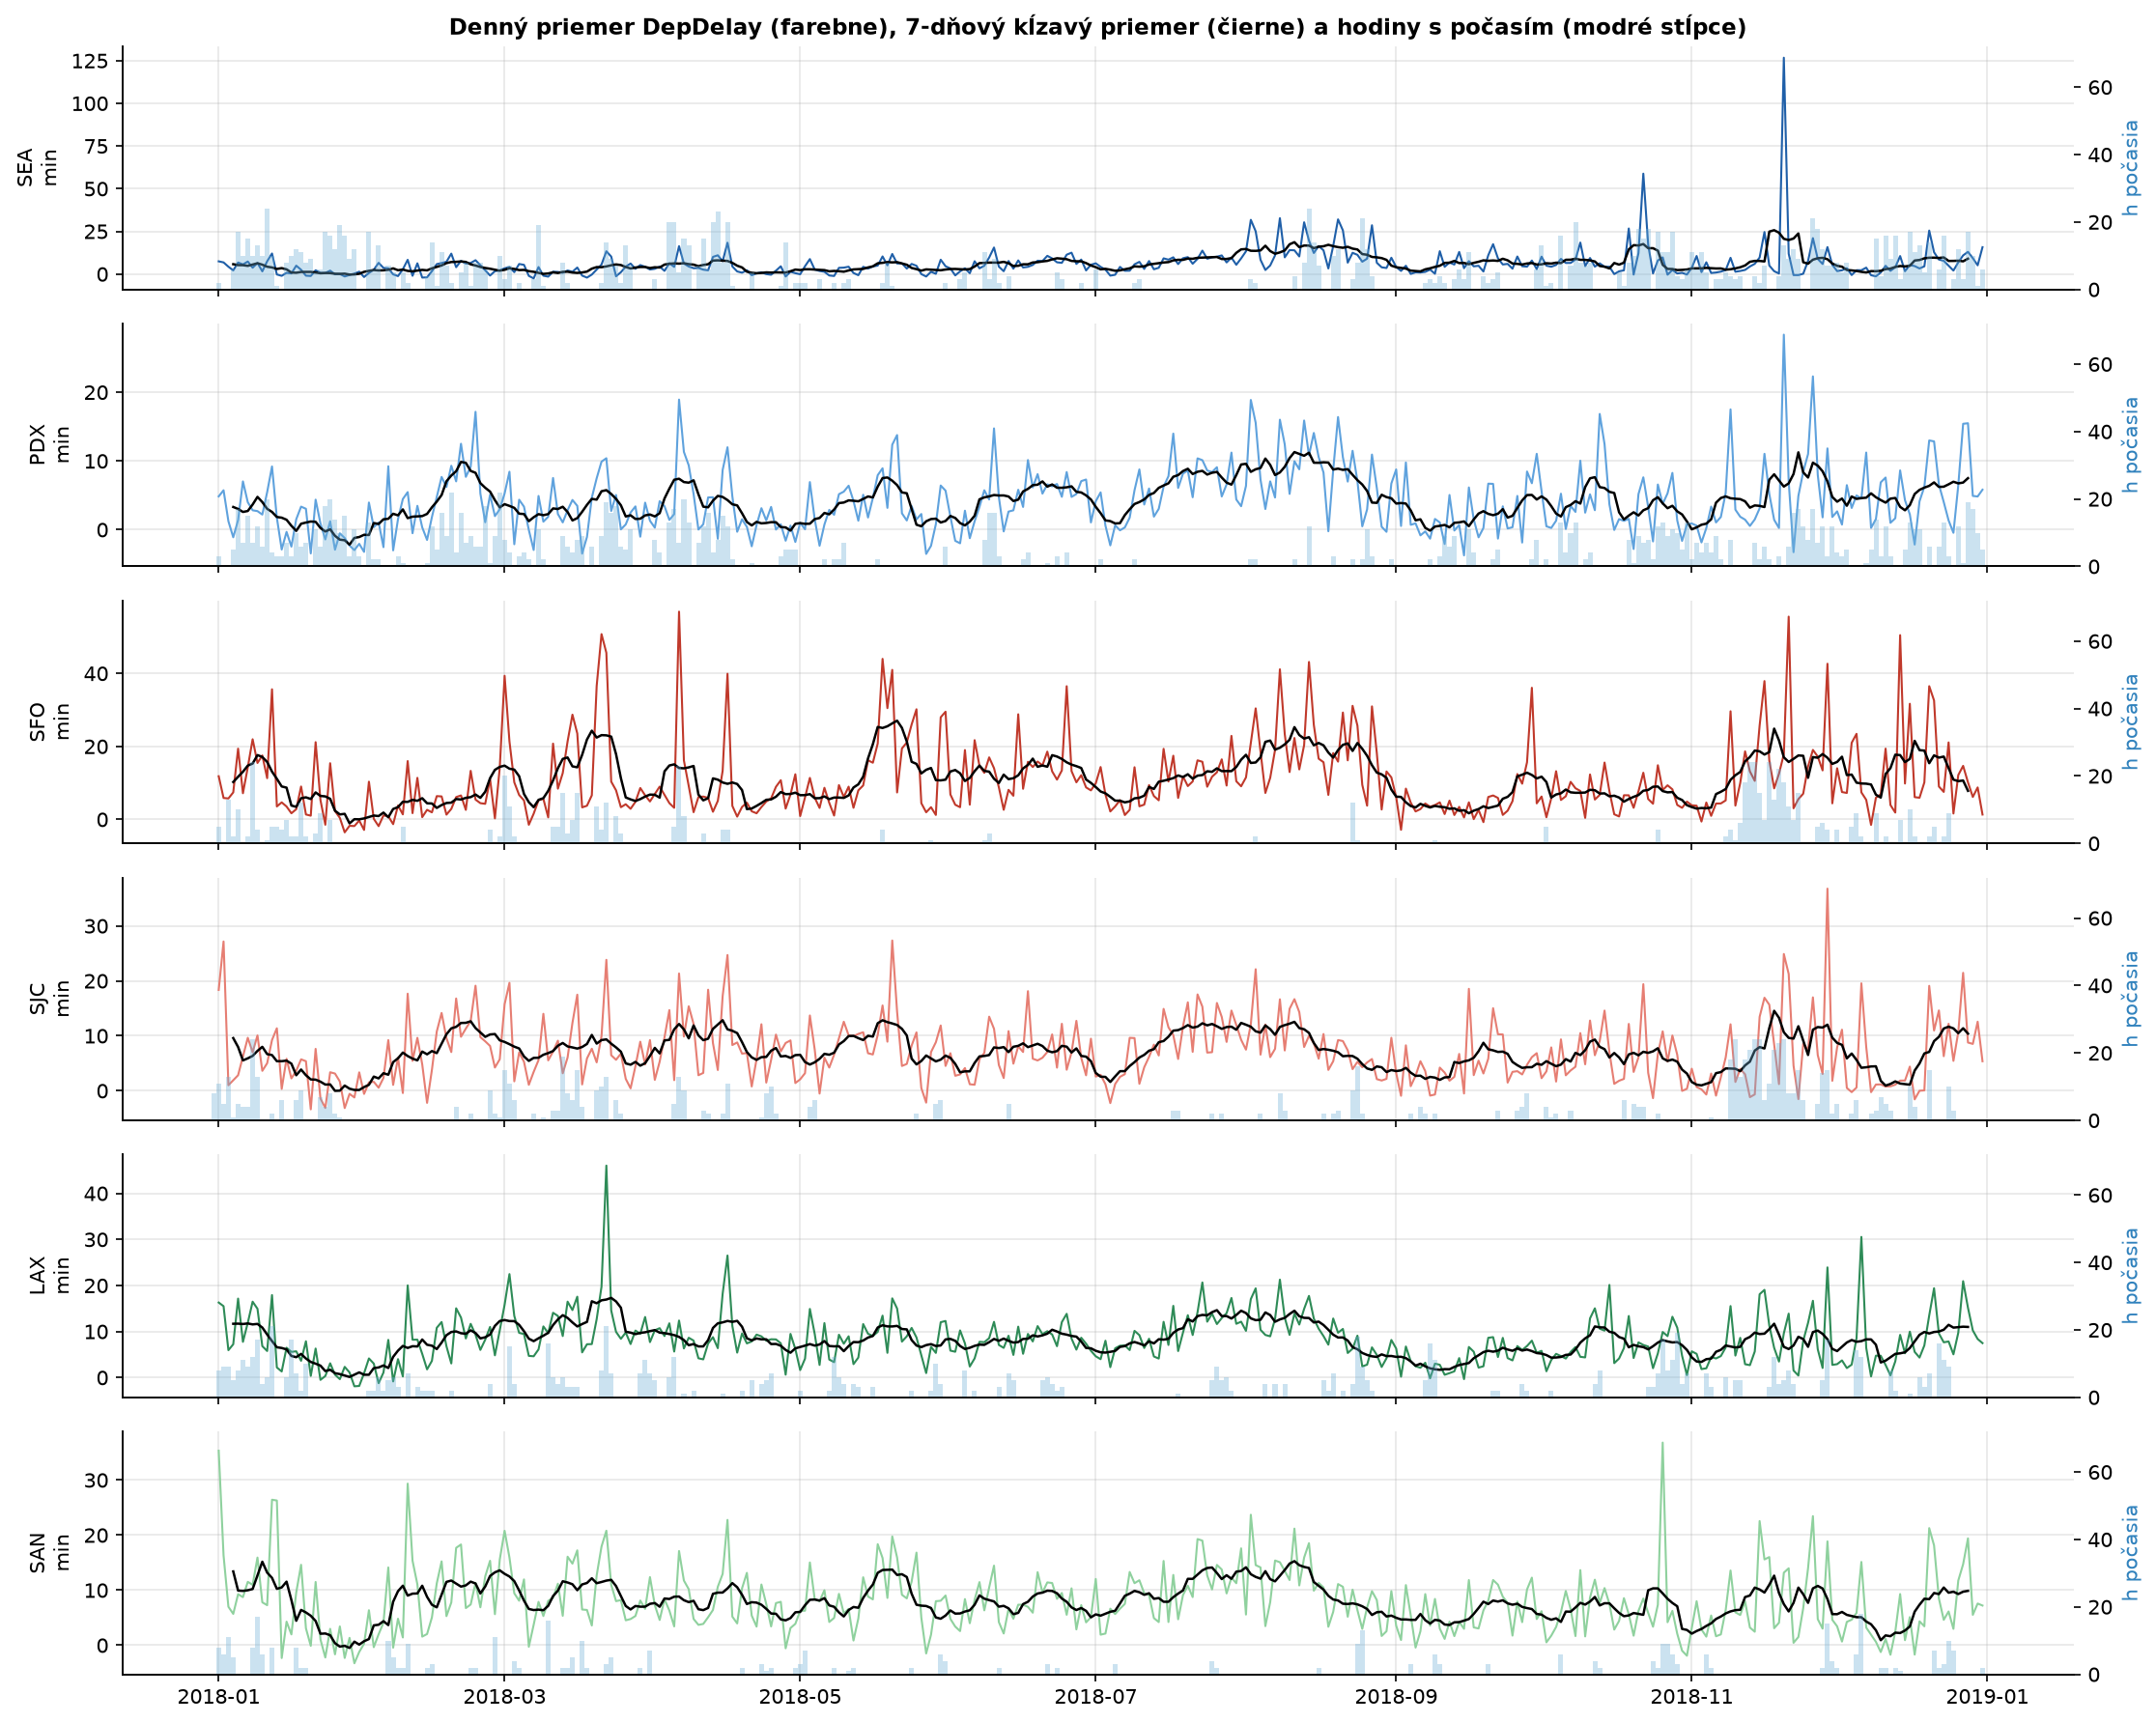 Denný priemer DepDelay (farebne), 7-dňový kĺzavý priemer (čierne) a hodiny s počasím (modré stĺpce)
125
100
75
50
25
0
SEA
min
60
40
20
0
h počasia
20
10
0
PDX
min
60
40
20
0
h počasia
40
20
0
SFO
min
60
40
20
0
h počasia
30
20
10
0
SJC
min
60
40
20
0
h počasia
40
30
20
10
0
LAX
min
60
40
20
0
h počasia
30
20
10
0
SAN
min
60
40
20
0
h počasia
2018-01 2018-03 2018-05 2018-07 2018-09 2018-11 2019-01